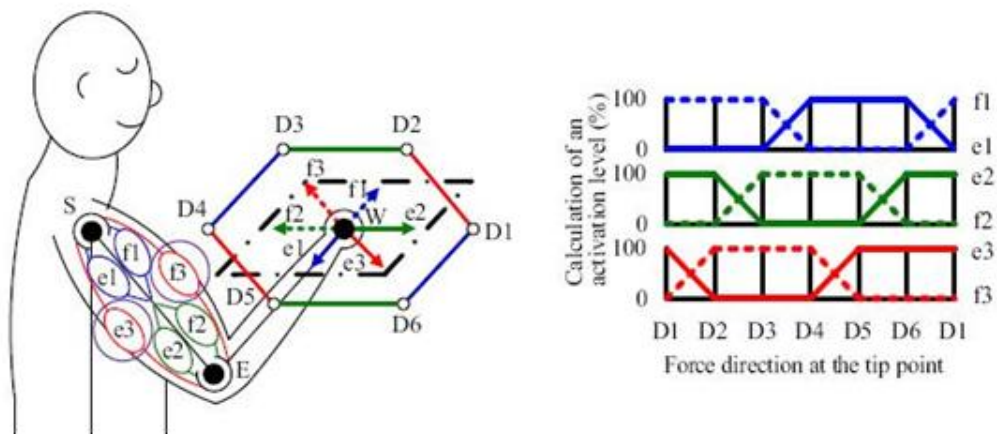 D3
D2
f3
f1
D4
f2
W
e2
D1
S
e1
f1
e3
f3
e1
D5
f2
e3
D6
e2
E
Calculation of an
activation level (%)
100
f1
0
e1
100
e2
0
f2
100
e3
0
f3
D1 D2 D3 D4 D5 D6 D1
Force direction at the tip point